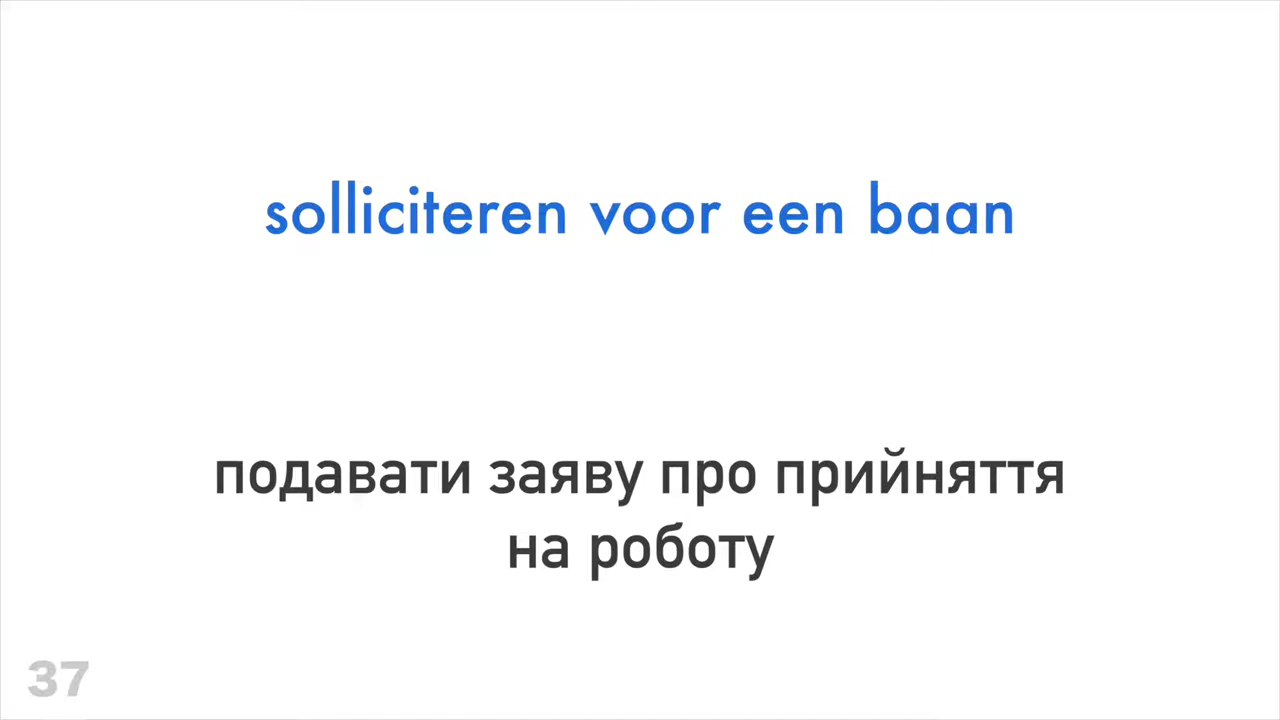 solliciteren voor een baan
подавати заяву про прийняття
на роботу
37